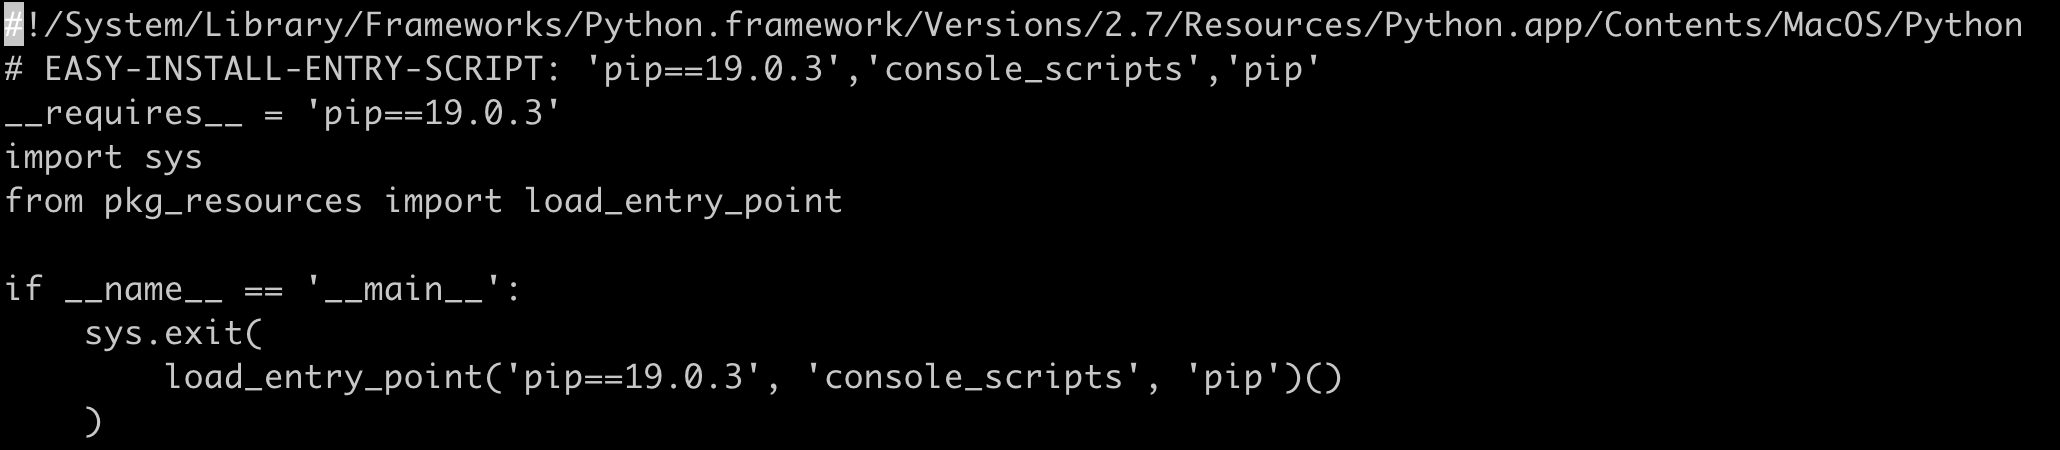 #!/System/Library/Frameworks/Python.framework/Versions/2.7/Resources/Python.app/Contents/MacOS/Python
# EASY-INSTALL-ENTRY-SCRIPT: 'pip==19.0.3','console_scripts','pip'
__requires__ = 'pip==19.0.3'
import sys
from pkg_resources import load_entry_point

if __name__ == '__main__':
    sys.exit(
        load_entry_point('pip==19.0.3', 'console_scripts', 'pip')()
    )